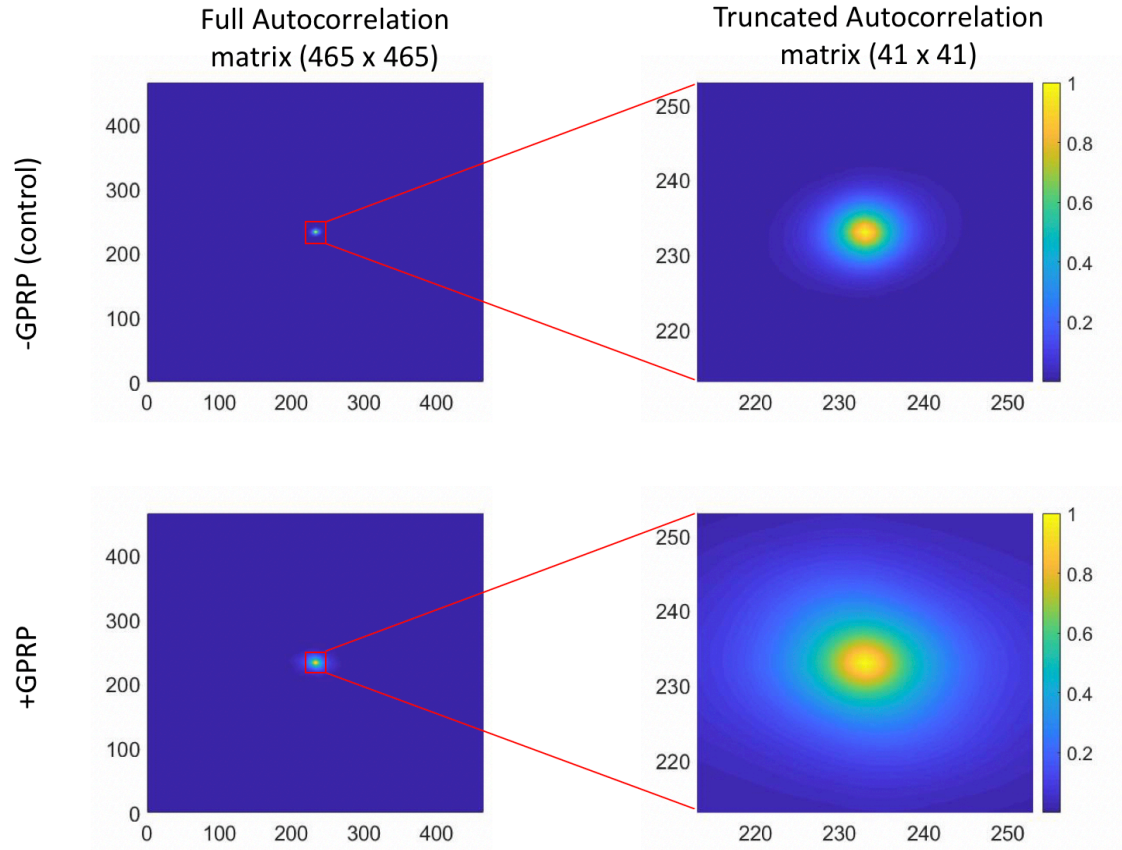 Full Autocorrelation
matrix (465 x 465)
Truncated Autocorrelation
matrix (41 x 41)
-GPRP (control)
400
300
200
100
0
0 100 200 300 400
250
240
230
220
220 230 240 250
1
0.8
0.6
0.4
0.2
+GPRP
400
300
200
100
0
0 100 200 300 400
250
240
230
220
220 230 240 250
1
0.8
0.6
0.4
0.2